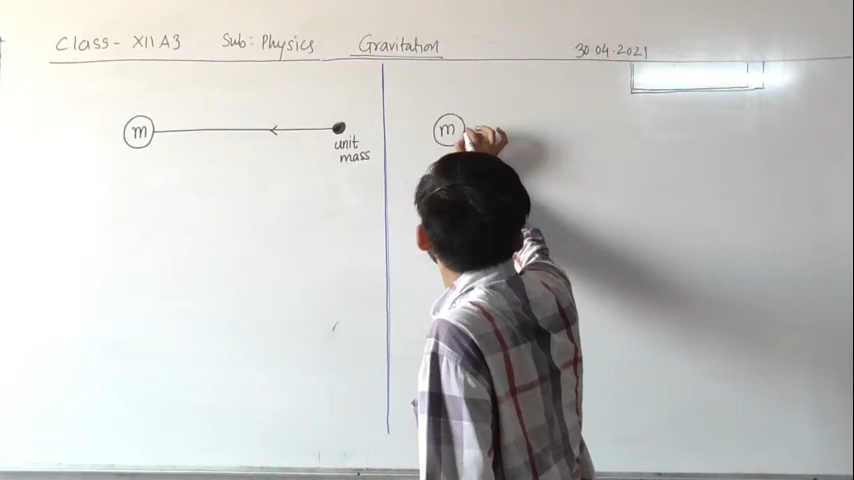 Class- XII A3 Sub: Physics Gravitation 30.04.2021
m
unit
mass
m